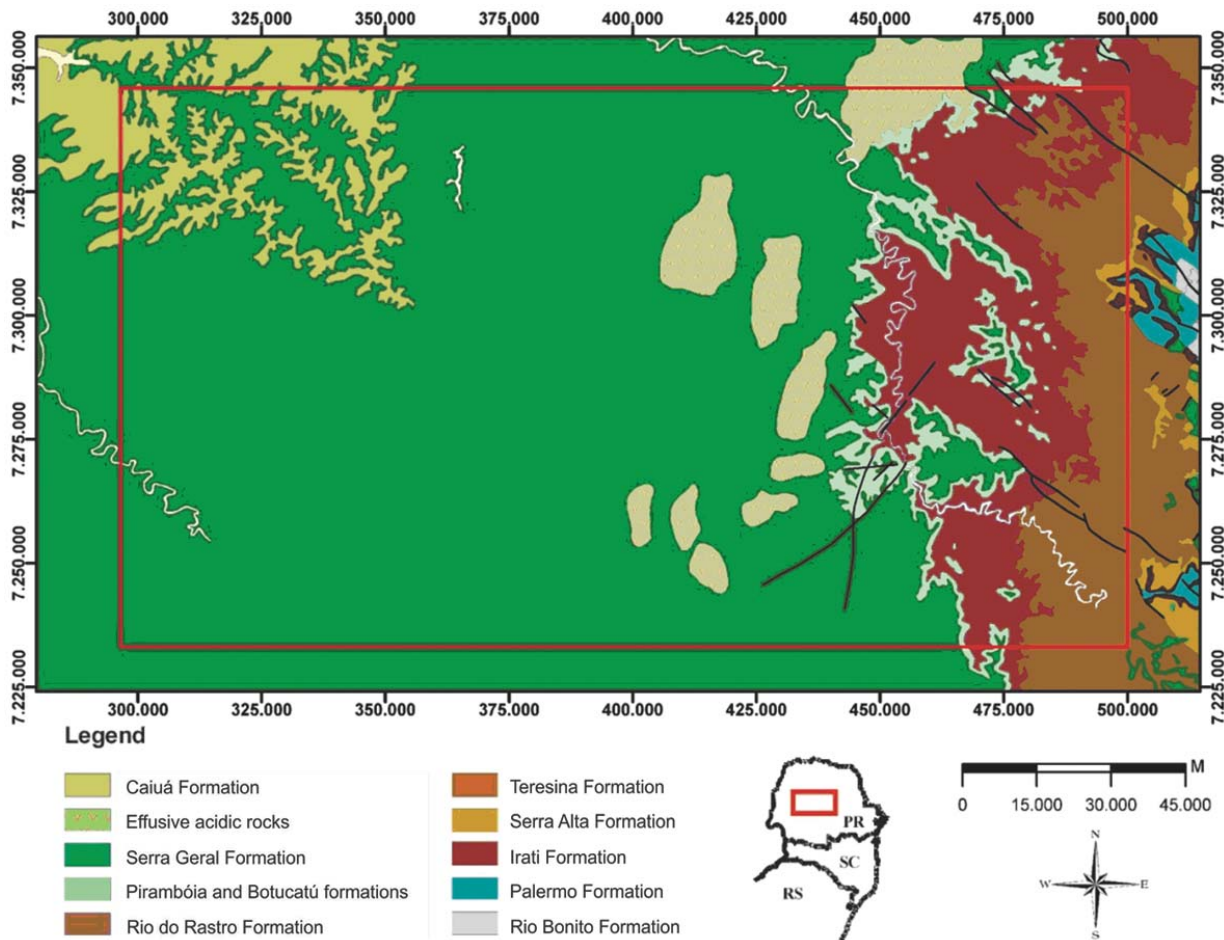 300.000 325.000 350.000 375.000 400.000 425.000 450.000 475.000 500.000
7.350.000 7.350.000
7.325.000 7.325.000
7.300.000 7.300.000
7.275.000 7.275.000
7.250.000 7.250.000
7.225.000 7.225.000
300.000 325.000 350.000 375.000 400.000 425.000 450.000 475.000 500.000
Legend
Caiuá Formation
Effusive acidic rocks
Serra Geral Formation
Pirambóia and Botucatú formations
Rio do Rastro Formation
Teresina Formation
Serra Alta Formation
Irati Formation
Palermo Formation
Rio Bonito Formation
PR
SC
RS
M
0 15.000 30.000 45.000
N
W E
S